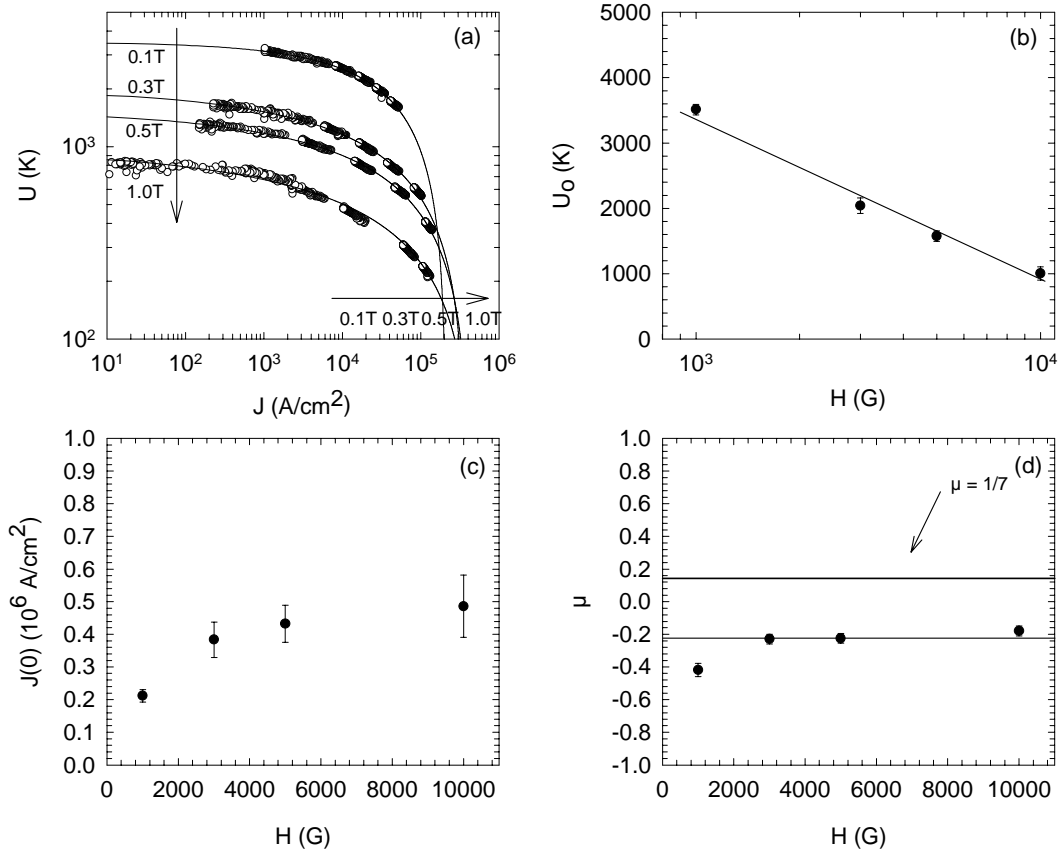 (a)
0.1T
0.3T
0.5T
1.0T
0.1T 0.3T 0.5T 1.0T
10³
10²
U (K)
10¹ 10² 10³ 10⁴ 10⁵ 10⁶
J (A/cm²)
(b)
5000
4000
3000
2000
1000
0
U₀ (K)
10³ 10⁴
H (G)
(c)
1.0
0.9
0.8
0.7
0.6
0.5
0.4
0.3
0.2
0.1
0.0
J(0) (10⁶ A/cm²)
0 2000 4000 6000 8000 10000
H (G)
(d)
μ = 1/7
1.0
0.8
0.6
0.4
0.2
0.0
-0.2
-0.4
-0.6
-0.8
-1.0
μ
0 2000 4000 6000 8000 10000
H (G)